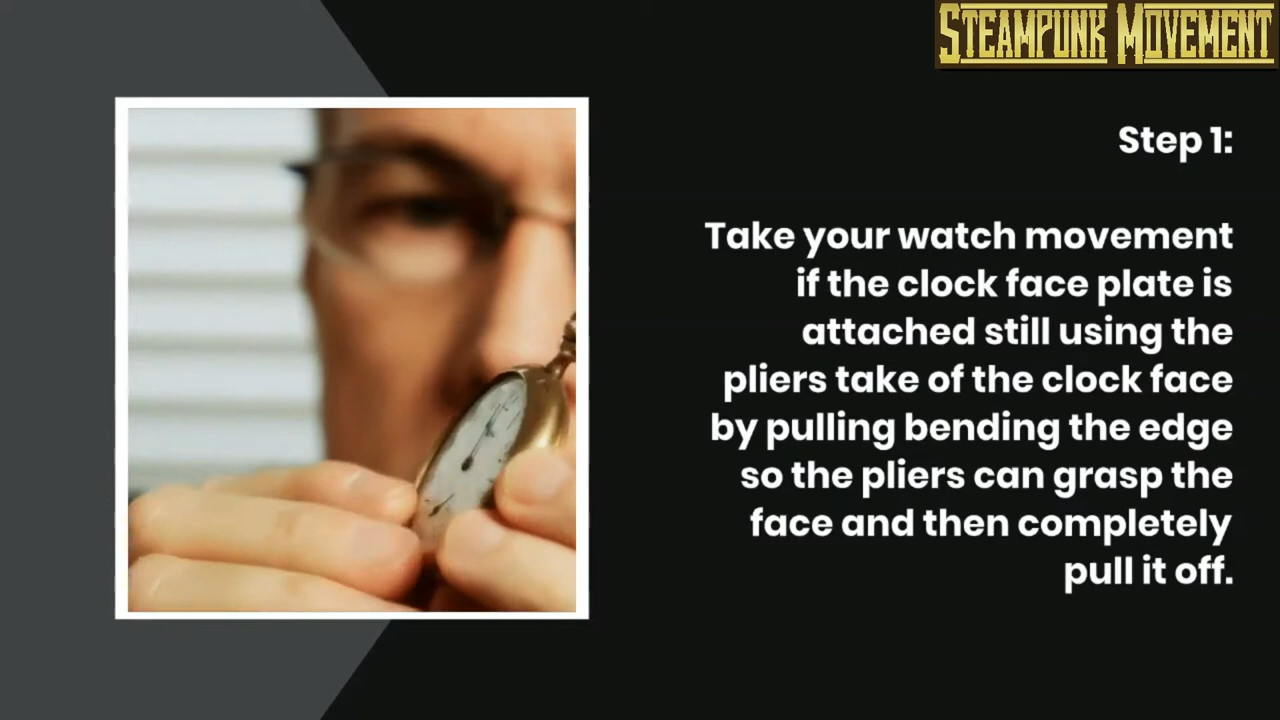 STEAMPUNK MOVEMENT
Step 1:
Take your watch movement
if the clock face plate is
attached still using the
pliers take of the clock face
by pulling bending the edge
so the pliers can grasp the
face and then completely
pull it off.